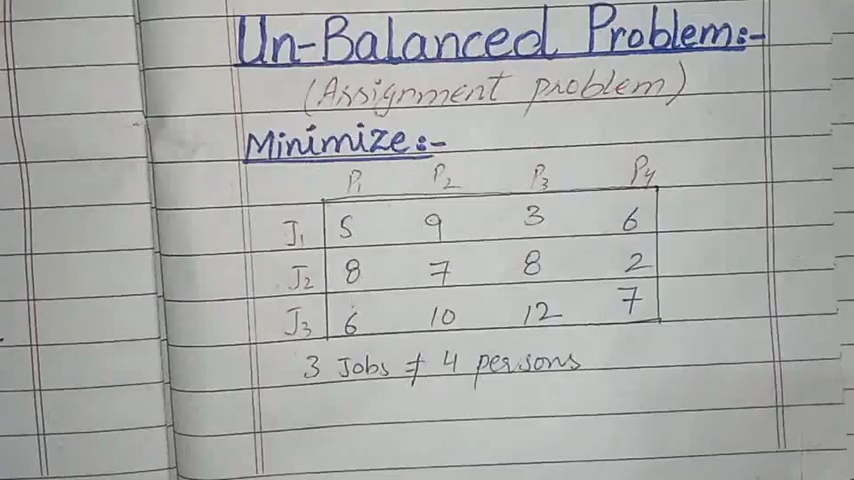 Un-Balanced Problem:-
(Assignment problem)
Minimize:-
P1 P2 P3 P4
J1 5 9 3 6
J2 8 7 8 2
J3 6 10 12 7
3 Jobs ≠ 4 persons